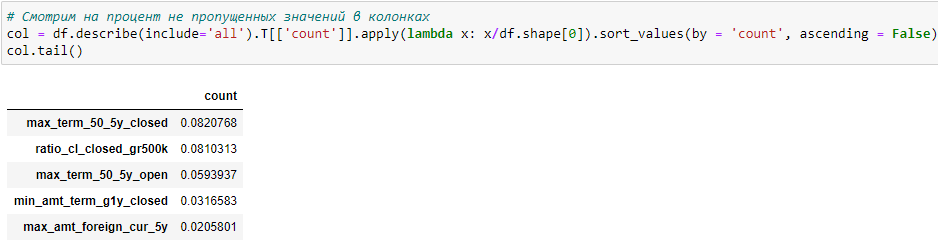 # Смотрим на процент не пропущенных значений в колонках
col = df.describe(include='all').T[['count']].apply(lambda x: x/df.shape[0]).sort_values(by = 'count', ascending = False)
col.tail()
count
max_term_50_5y_closed 0.0820768
ratio_cl_closed_gr500k 0.0810313
max_term_50_5y_open 0.0593937
min_amt_term_g1y_closed 0.0316583
max_amt_foreign_cur_5y 0.0205801